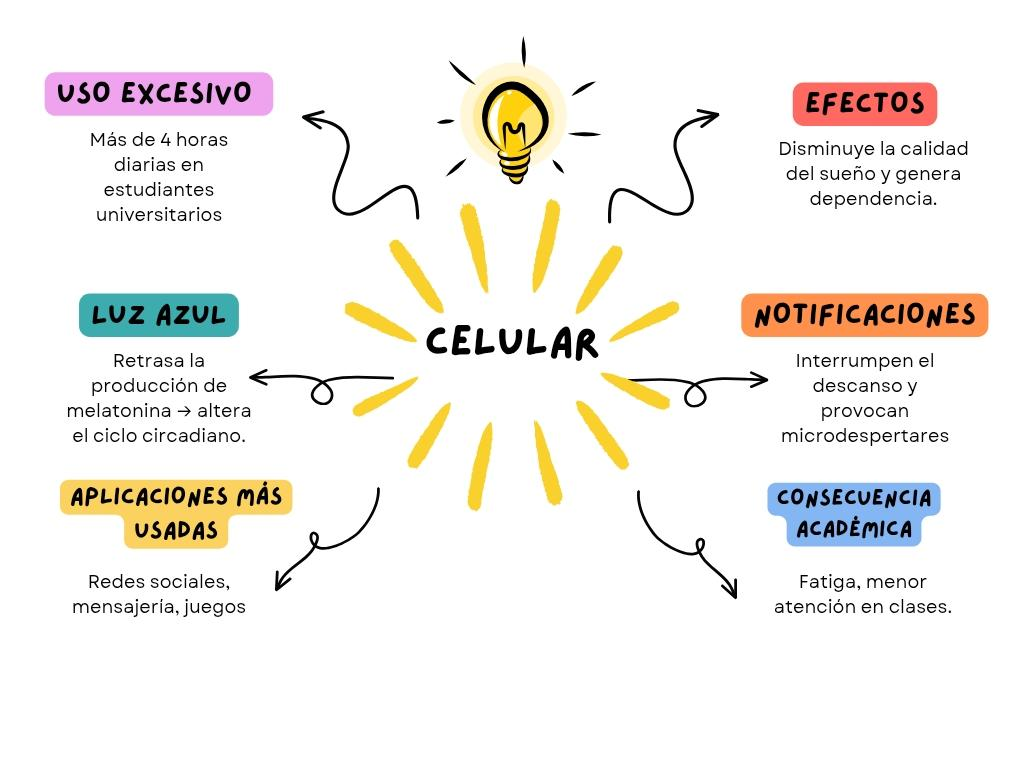 USO EXCESIVO
Más de 4 horas
diarias en
estudiantes
universitarios
EFECTOS
Disminuye la calidad
del sueño y genera
dependencia.
CELULAR
LUZ AZUL
Retrasa la
producción de
melatonina → altera
el ciclo circadiano.
NOTIFICACIONES
Interrumpen el
descanso y
provocan
microdespertares
APLICACIONES MÁS
USADAS
Redes sociales,
mensajería, juegos
CONSECUENCIA
ACADÉMICA
Fatiga, menor
atención en clases.